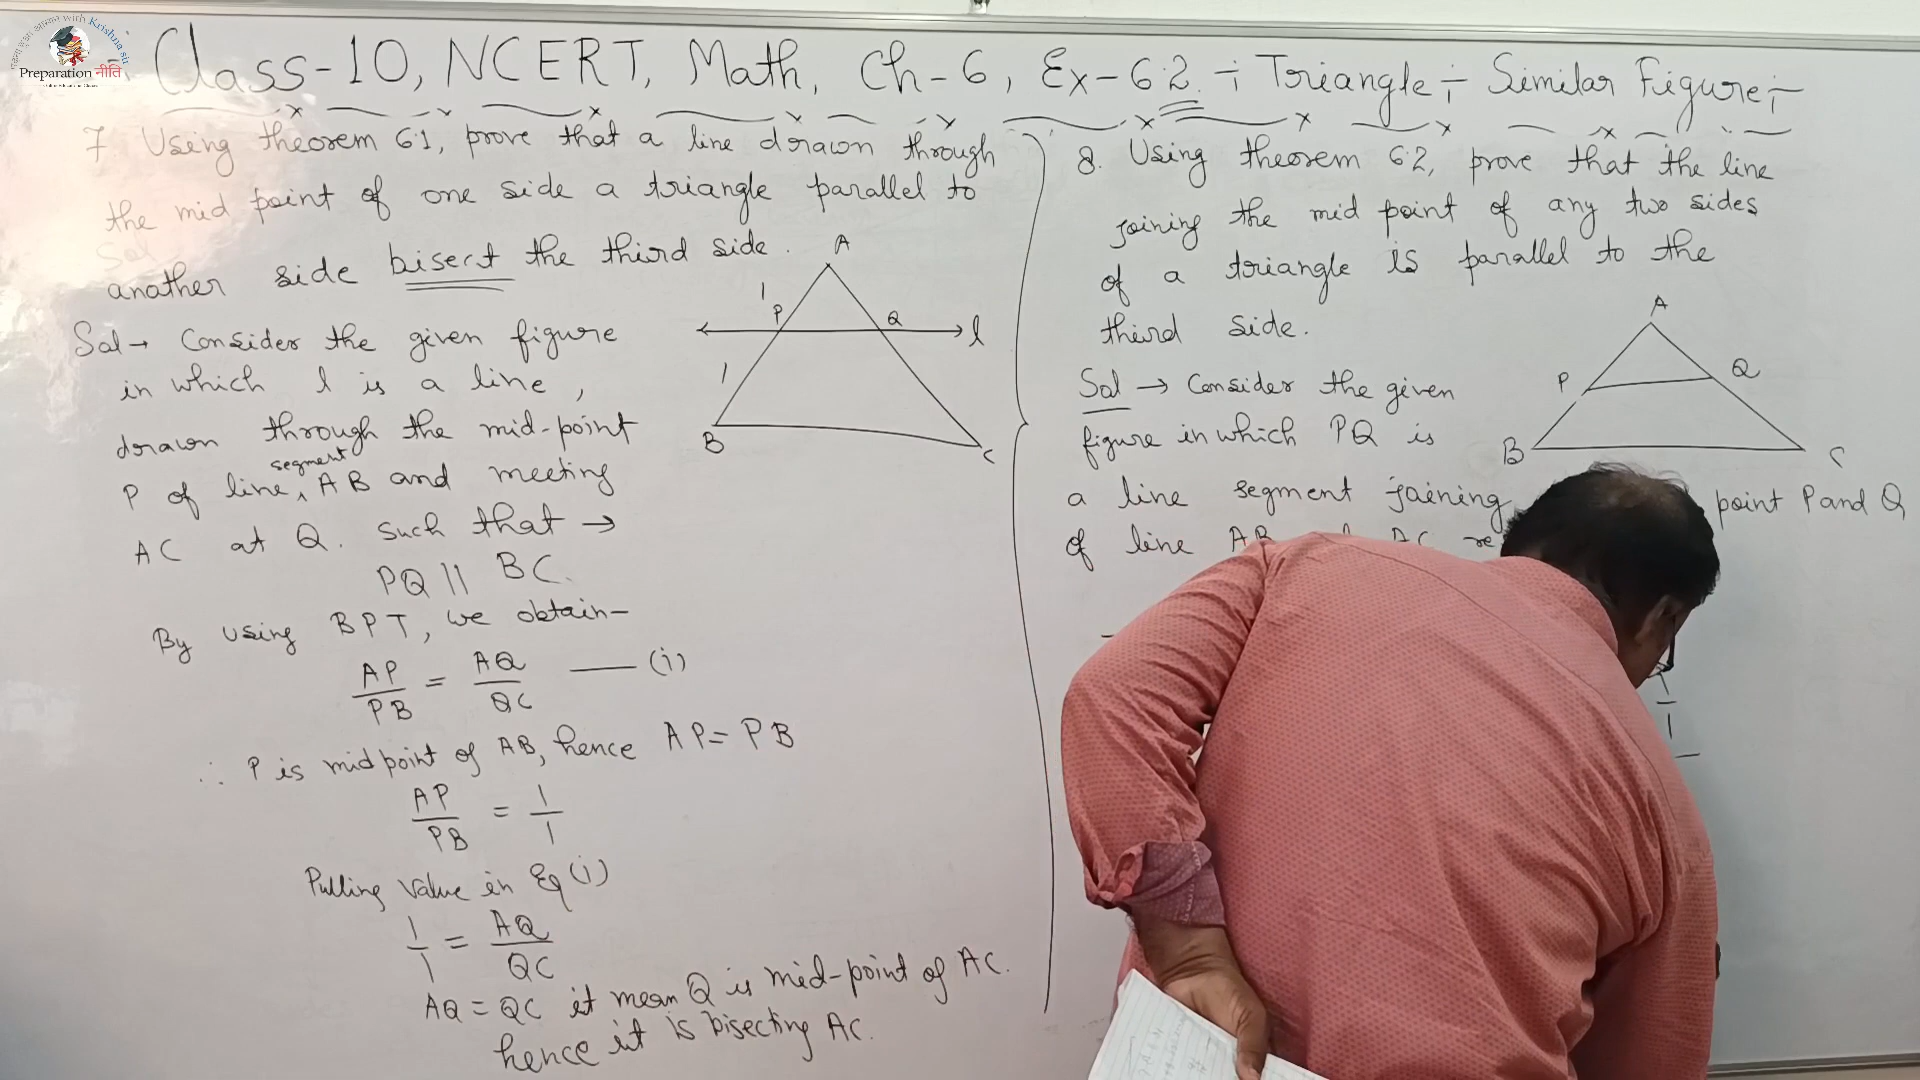 with Krishna sir
Preparation नीति
Class-10, NCERT, Math, Ch-6, Ex-6.2 Triangle Similar Figure
7. Using theorem 6.1, prove that a line drawn through
the mid point of one side a triangle parallel to
another side bisect the third side.
A
P
Q
l
B
C
Sol → Consider the given figure
in which l is a line,
drawn through the mid-point
segment
P of line AB and meeting
AC at Q. Such that →
PQ || BC.
By using BPT, we obtain-
AP/PB = AQ/QC — (i)
∴ P is midpoint of AB, hence AP = PB
AP/PB = 1/1
Putting value in Eq (i)
1/1 = AQ/QC
AQ = QC it mean Q is mid-point of AC.
hence it is bisecting AC.
8. Using theorem 6.2, prove that the line
joining the mid point of any two sides
of a triangle is parallel to the
third side.
A
P
Q
B
C
Sol → Consider the given
figure in which PQ is
a line segment joining point P and Q
of line AB AC
1
1